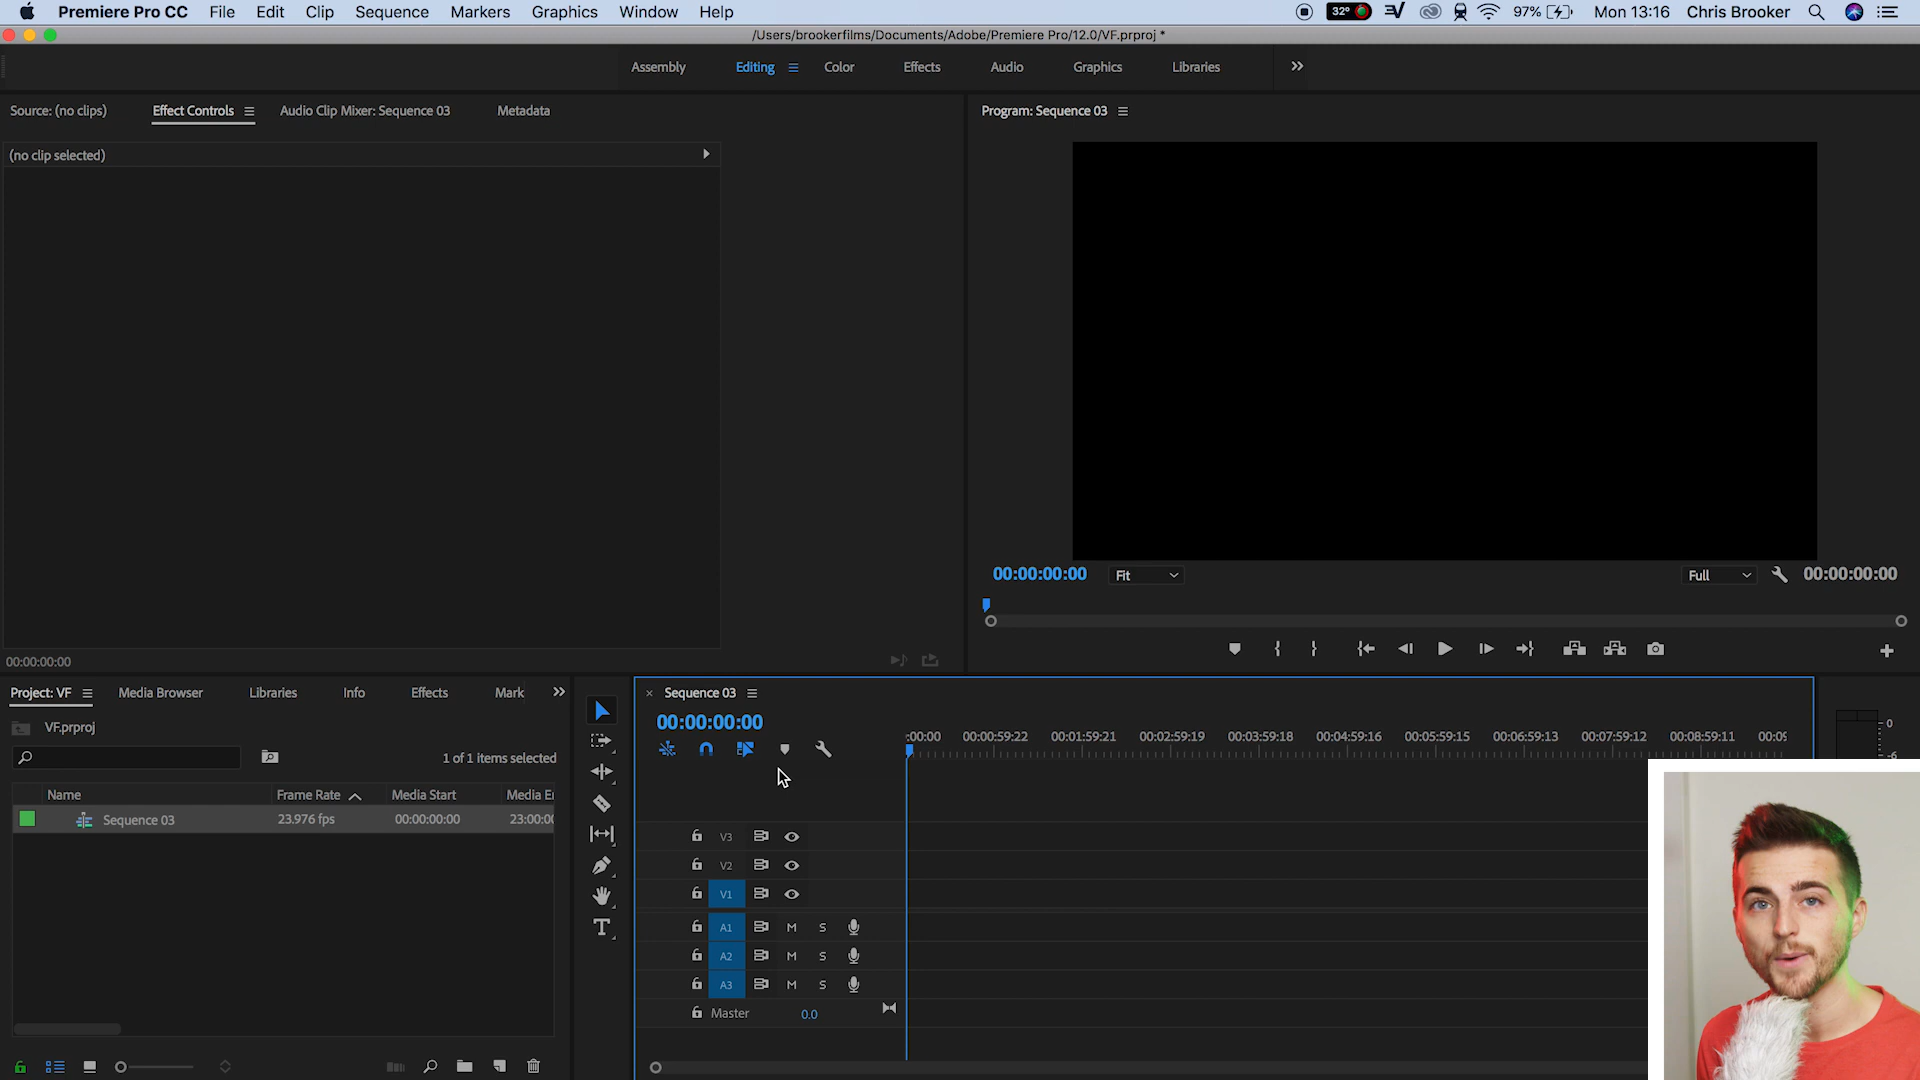 Premiere Pro CC File Edit Clip Sequence Markers Graphics Window Help 32° 97% Mon 13:16 Chris Brooker
/Users/brookerfilms/Documents/Adobe/Premiere Pro/12.0/VF.prproj *
Assembly Editing Color Effects Audio Graphics Libraries
Source: (no clips) Effect Controls Audio Clip Mixer: Sequence 03 Metadata
Program: Sequence 03
(no clip selected)
00:00:00:00 Fit Full 00:00:00:00
00:00:00:00
Project: VF Media Browser Libraries Info Effects Mark
Sequence 03
VF.prproj
00:00:00:00
1 of 1 items selected
:00:00 00:00:59:22 00:01:59:21 00:02:59:19 00:03:59:18 00:04:59:16 00:05:59:15 00:06:59:13 00:07:59:12 00:08:59:11 00:09
0
-6
Name Frame Rate Media Start Media E
Sequence 03 23.976 fps 00:00:00:00 23:00:0
V3
V2
V1
A1 M S
A2 M S
A3 M S
Master 0.0
T